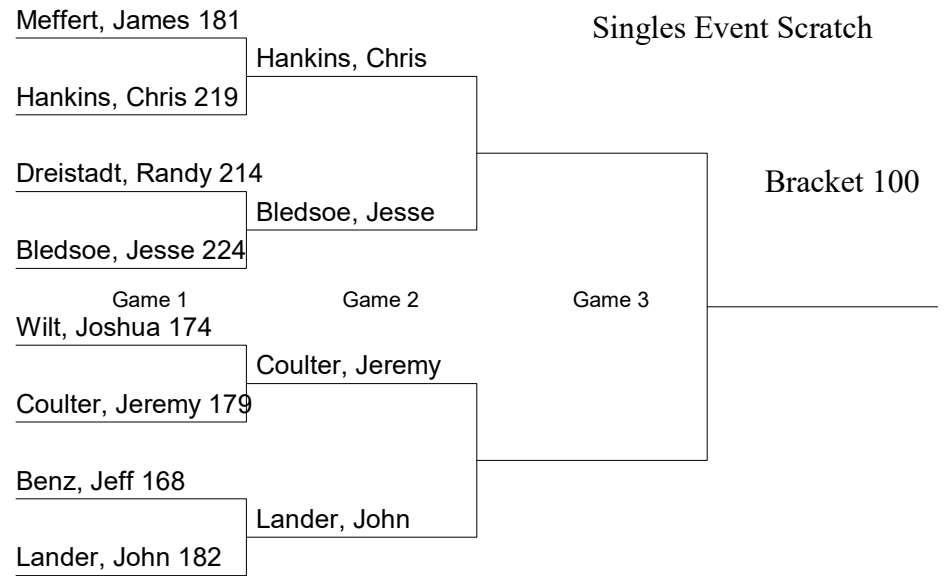 Meffert, James 181
Singles Event Scratch
Hankins, Chris
Hankins, Chris 219
Dreistadt, Randy 214
Bracket 100
Bledsoe, Jesse
Bledsoe, Jesse 224
Game 1
Game 2
Game 3
Wilt, Joshua 174
Coulter, Jeremy
Coulter, Jeremy 179
Benz, Jeff 168
Lander, John
Lander, John 182